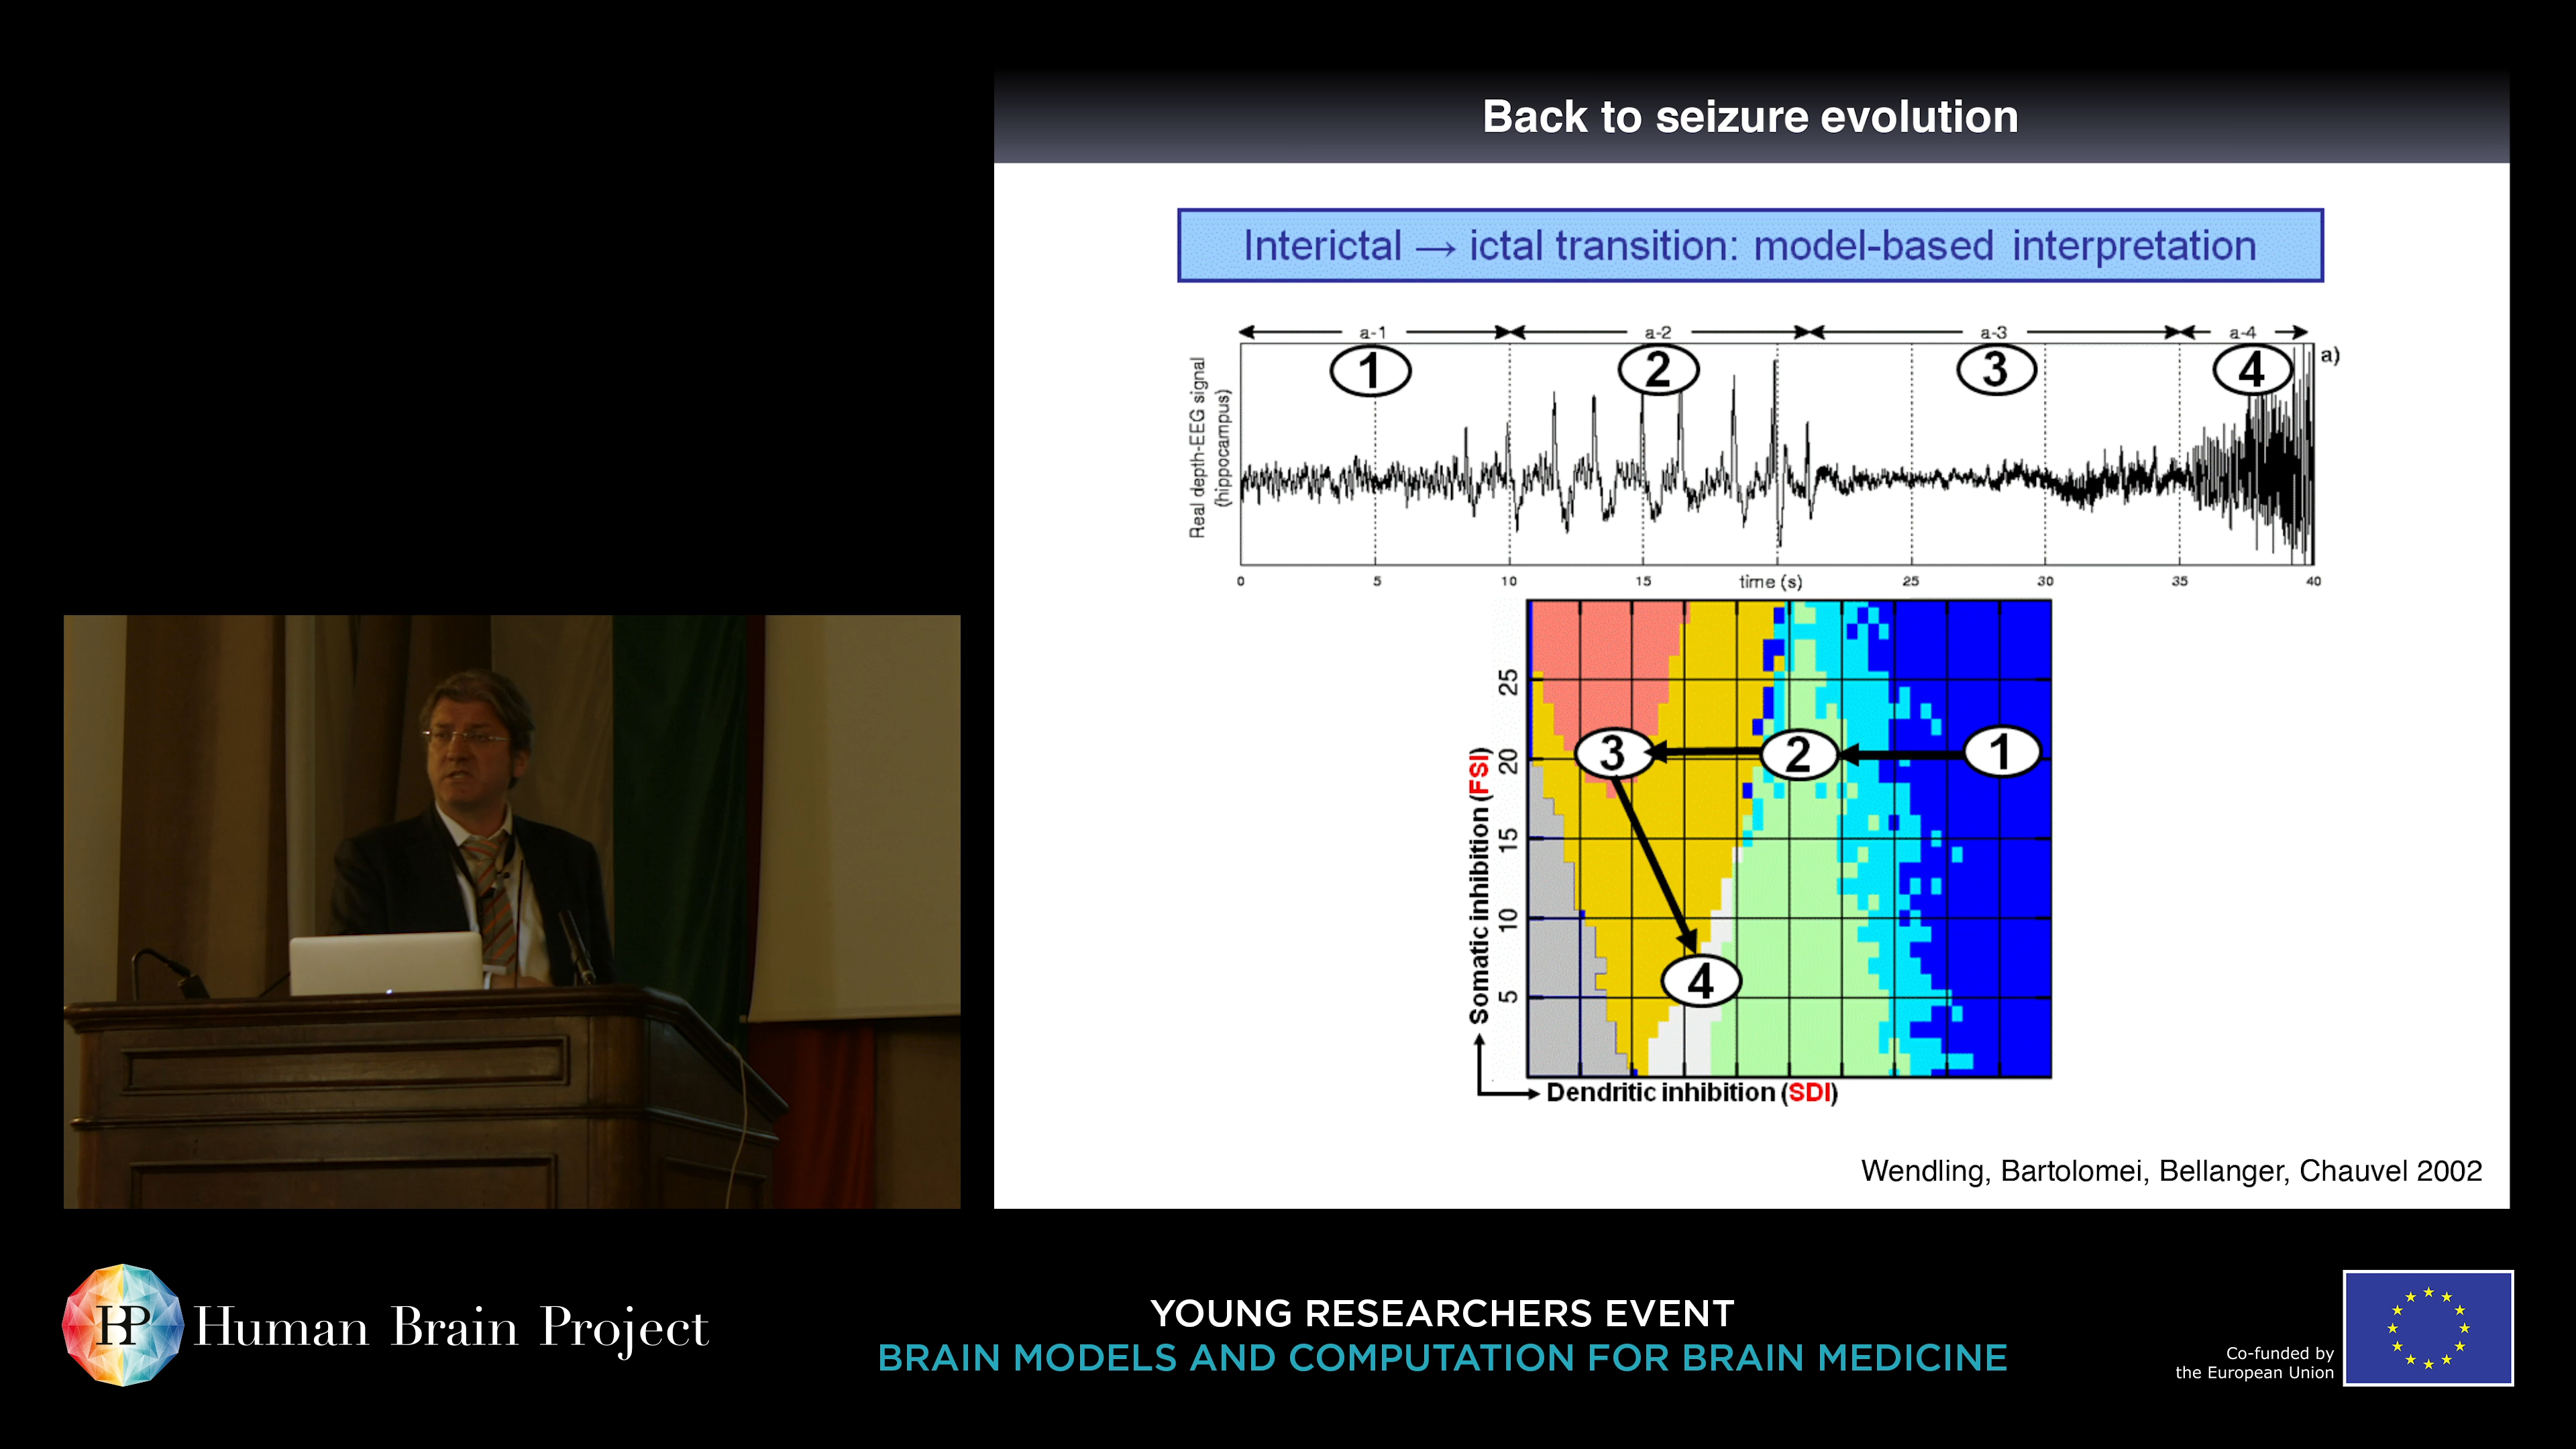 Back to seizure evolution
Interictal → ictal transition: model-based interpretation
a-1 a-2 a-3 a-4
1 2 3 4
a)
Real depth-EEG signal
(hippocampus)
0 5 10 15 time (s) 25 30 35 40
Somatic inhibition (FSI)
25
20
15
10
5
3 2 1
4
Dendritic inhibition (SDI)
Wendling, Bartolomei, Bellanger, Chauvel 2002
HBP Human Brain Project
YOUNG RESEARCHERS EVENT
BRAIN MODELS AND COMPUTATION FOR BRAIN MEDICINE
Co-funded by
the European Union